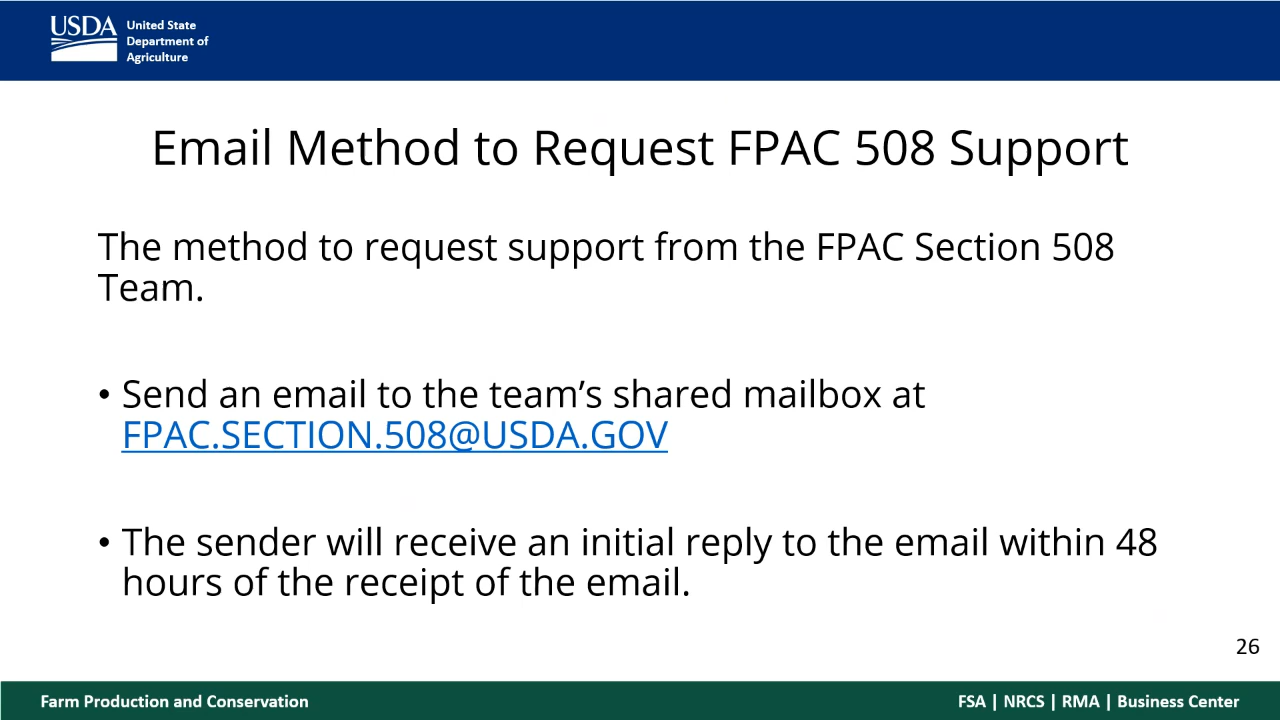 USDA
United State
Department of
Agriculture
Email Method to Request FPAC 508 Support
The method to request support from the FPAC Section 508
Team.
• Send an email to the team’s shared mailbox at
FPAC.SECTION.508@USDA.GOV
• The sender will receive an initial reply to the email within 48
hours of the receipt of the email.
26
Farm Production and Conservation
FSA | NRCS | RMA | Business Center